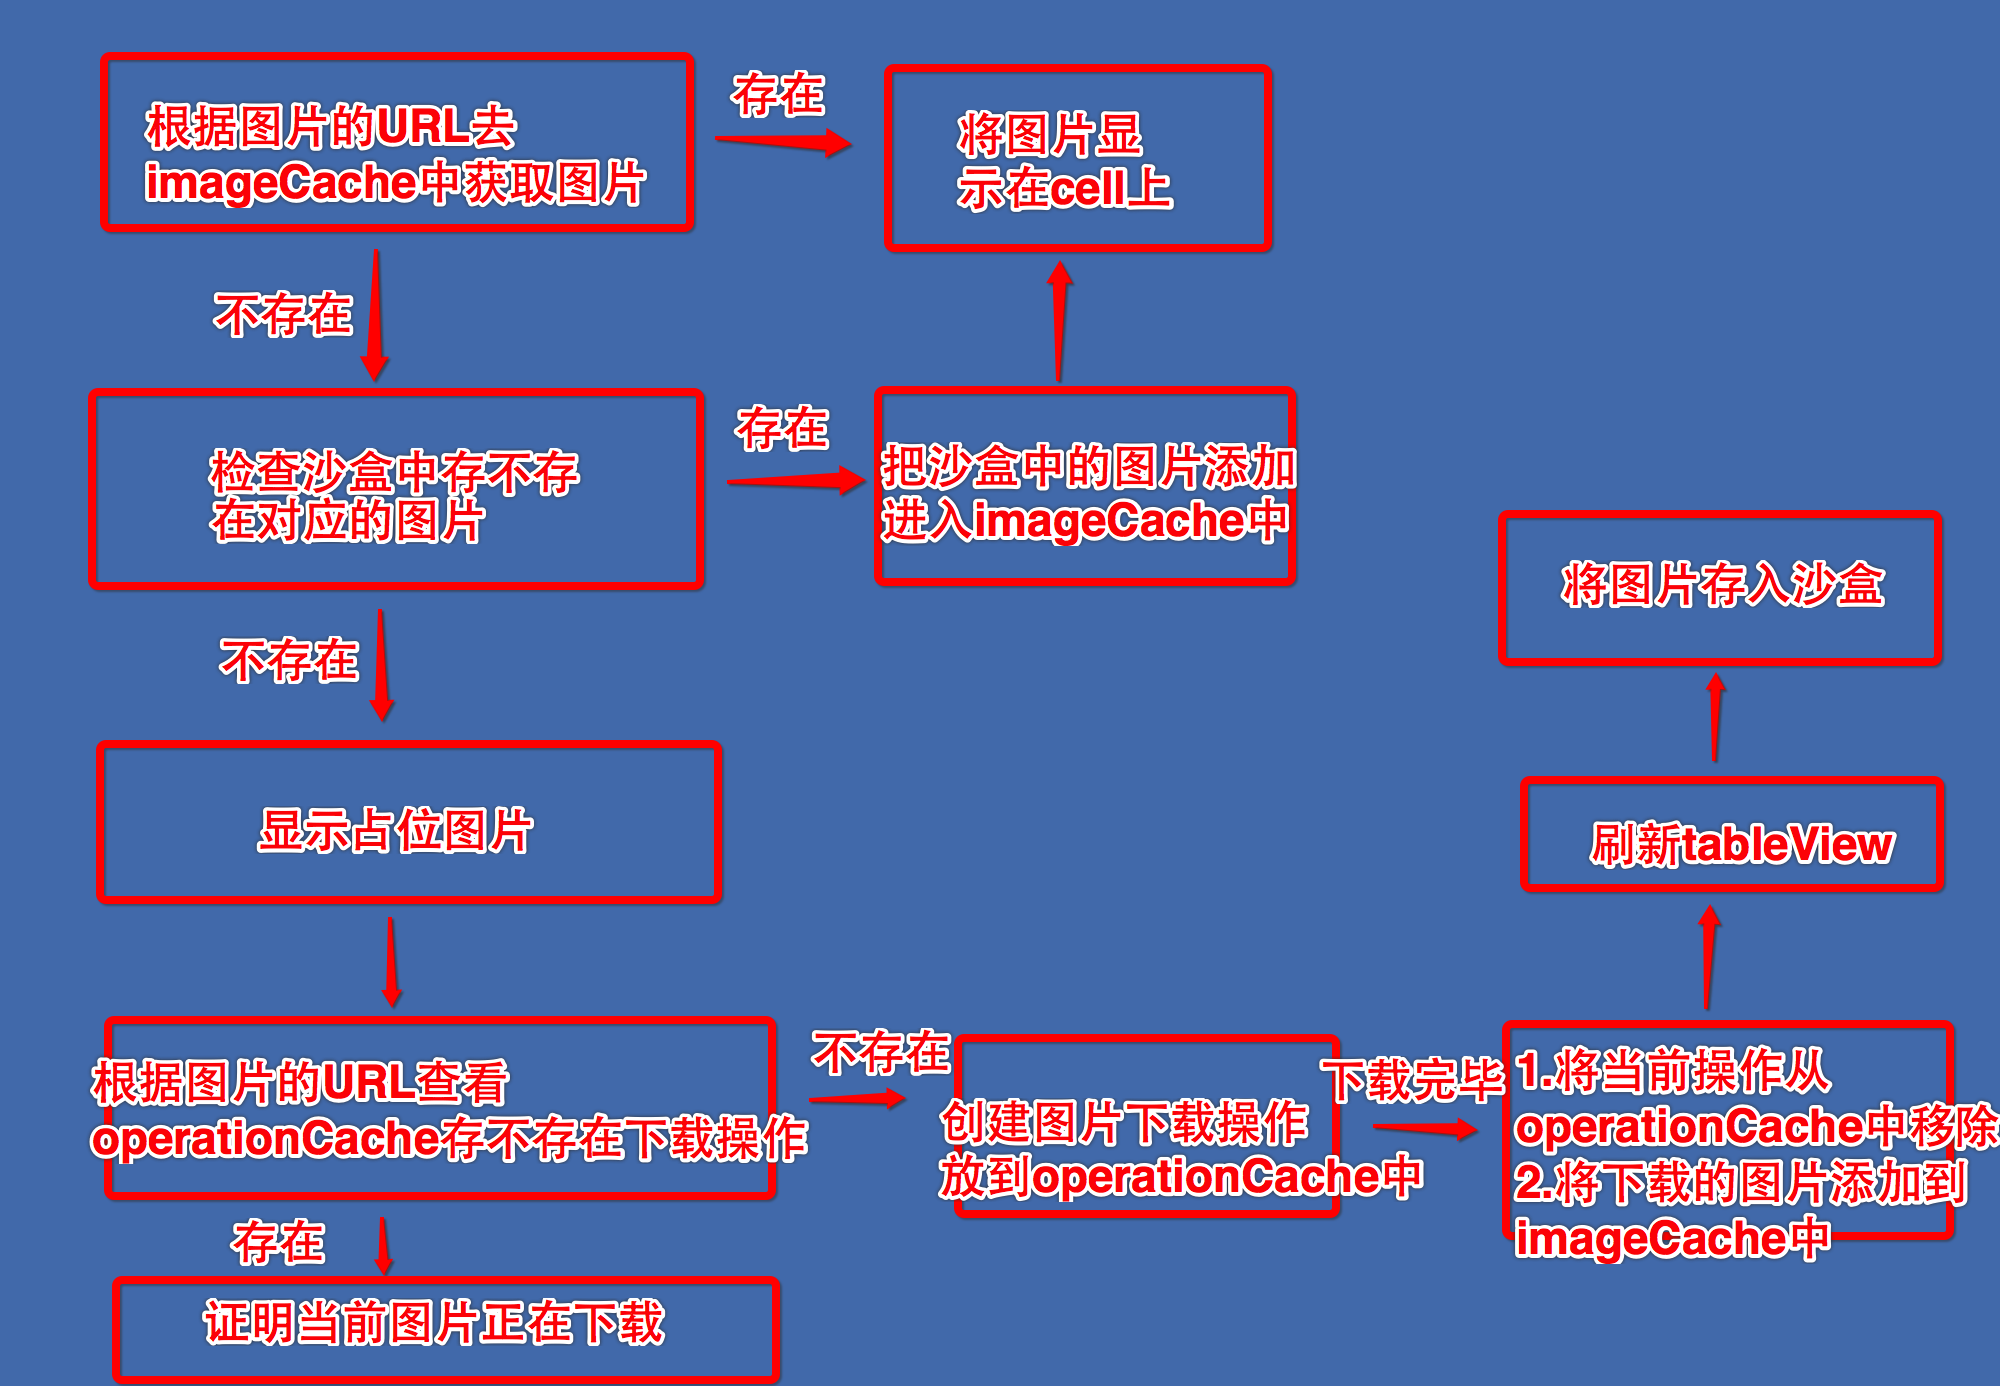 根据图片的URL去
imageCache中获取图片
存在
将图片显
示在cell上
不存在
检查沙盒中存不存
在对应的图片
存在
把沙盒中的图片添加
进入imageCache中
不存在
显示占位图片
根据图片的URL查看
operationCache存不存在下载操作
不存在
创建图片下载操作
放到operationCache中
下载完毕
1.将当前操作从
operationCache中移除
2.将下载的图片添加到
imageCache中
刷新tableView
将图片存入沙盒
存在
证明当前图片正在下载